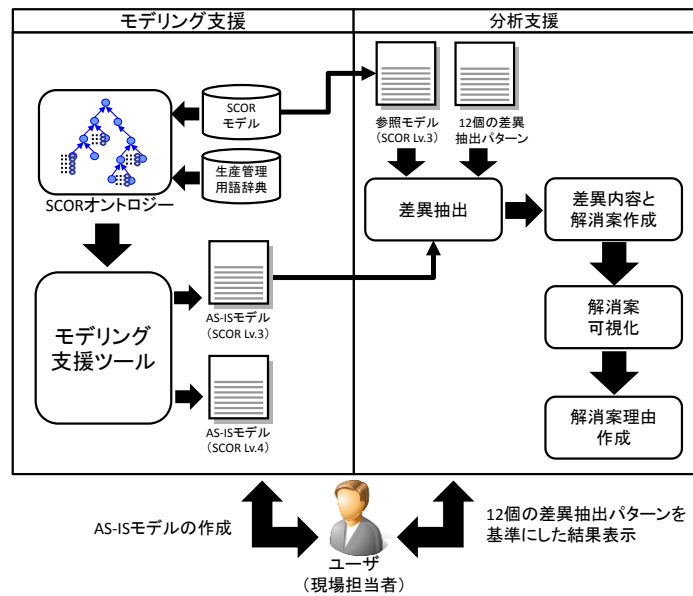 モデリング支援
分析支援
SCOR
モデル
生産管理
用語辞典
SCORオントロジー
モデリング
支援ツール
AS-ISモデル
(SCOR Lv.3)
AS-ISモデル
(SCOR Lv.4)
参照モデル
(SCOR Lv.3)
12個の差異
抽出パターン
差異抽出
差異内容と
解消案作成
解消案
可視化
解消案理由
作成
AS-ISモデルの作成
12個の差異抽出パターンを
基準にした結果表示
ユーザ
(現場担当者)